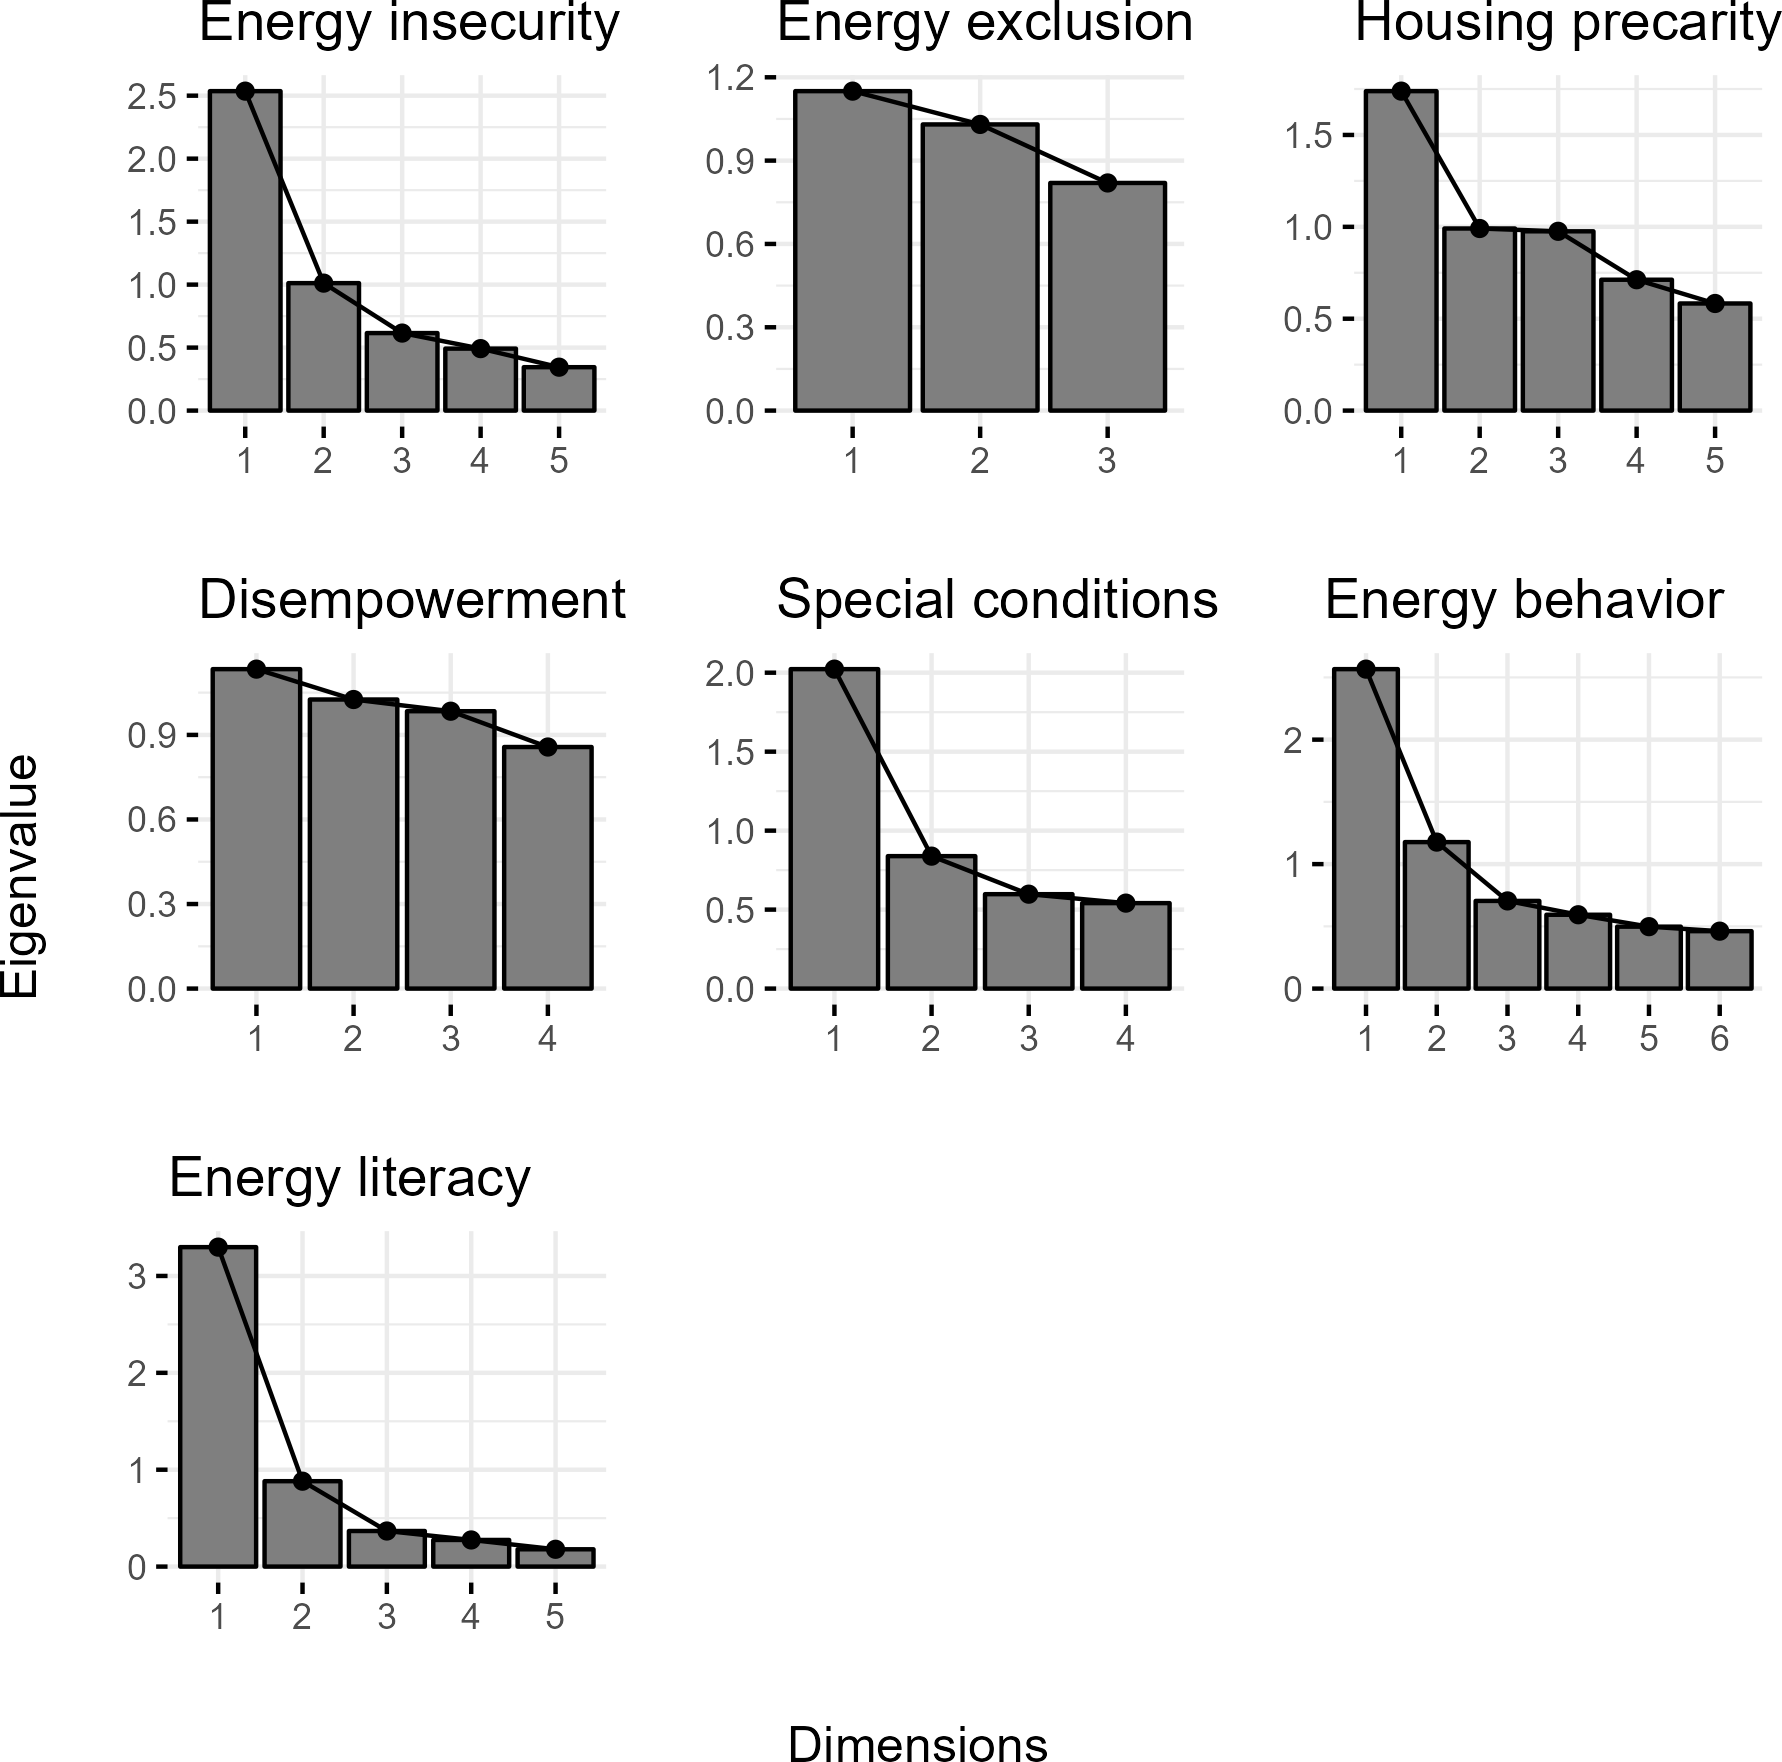 Energy insecurity
Energy exclusion
Housing precarity
2.5
2.0
1.5
1.0
0.5
0.0
1 2 3 4 5
1.2
0.9
0.6
0.3
0.0
1 2 3
1.5
1.0
0.5
0.0
1 2 3 4 5
Disempowerment
Special conditions
Energy behavior
Eigenvalue
0.9
0.6
0.3
0.0
1 2 3 4
2.0
1.5
1.0
0.5
0.0
1 2 3 4
2
1
0
1 2 3 4 5 6
Energy literacy
3
2
1
0
1 2 3 4 5
Dimensions